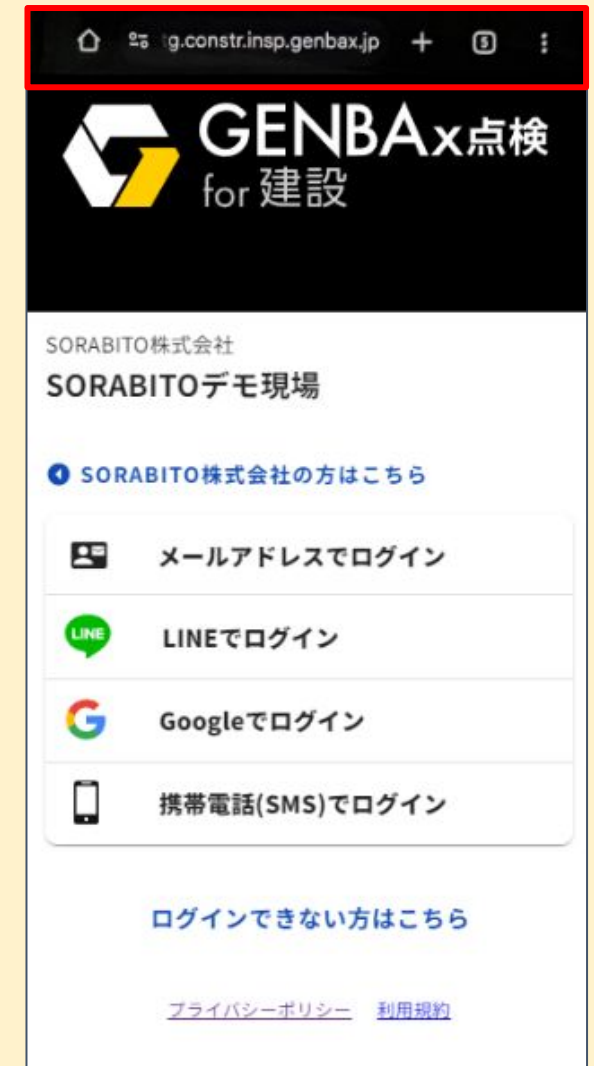 g.constr.insp.genbax.jp
5
GENBAx点検
for 建設
SORABITO株式会社
SORABITOデモ現場
SORABITO株式会社の方はこちら
メールアドレスでログイン
LINE
LINEでログイン
Googleでログイン
携帯電話(SMS)でログイン
ログインできない方はこちら
プライバシーポリシー 利用規約